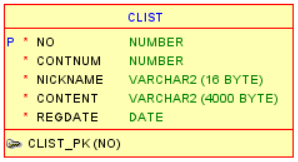 CLIST
P * NO NUMBER
* CONTNUM NUMBER
* NICKNAME VARCHAR2 (16 BYTE)
* CONTENT VARCHAR2 (4000 BYTE)
* REGDATE DATE
CLIST_PK (NO)